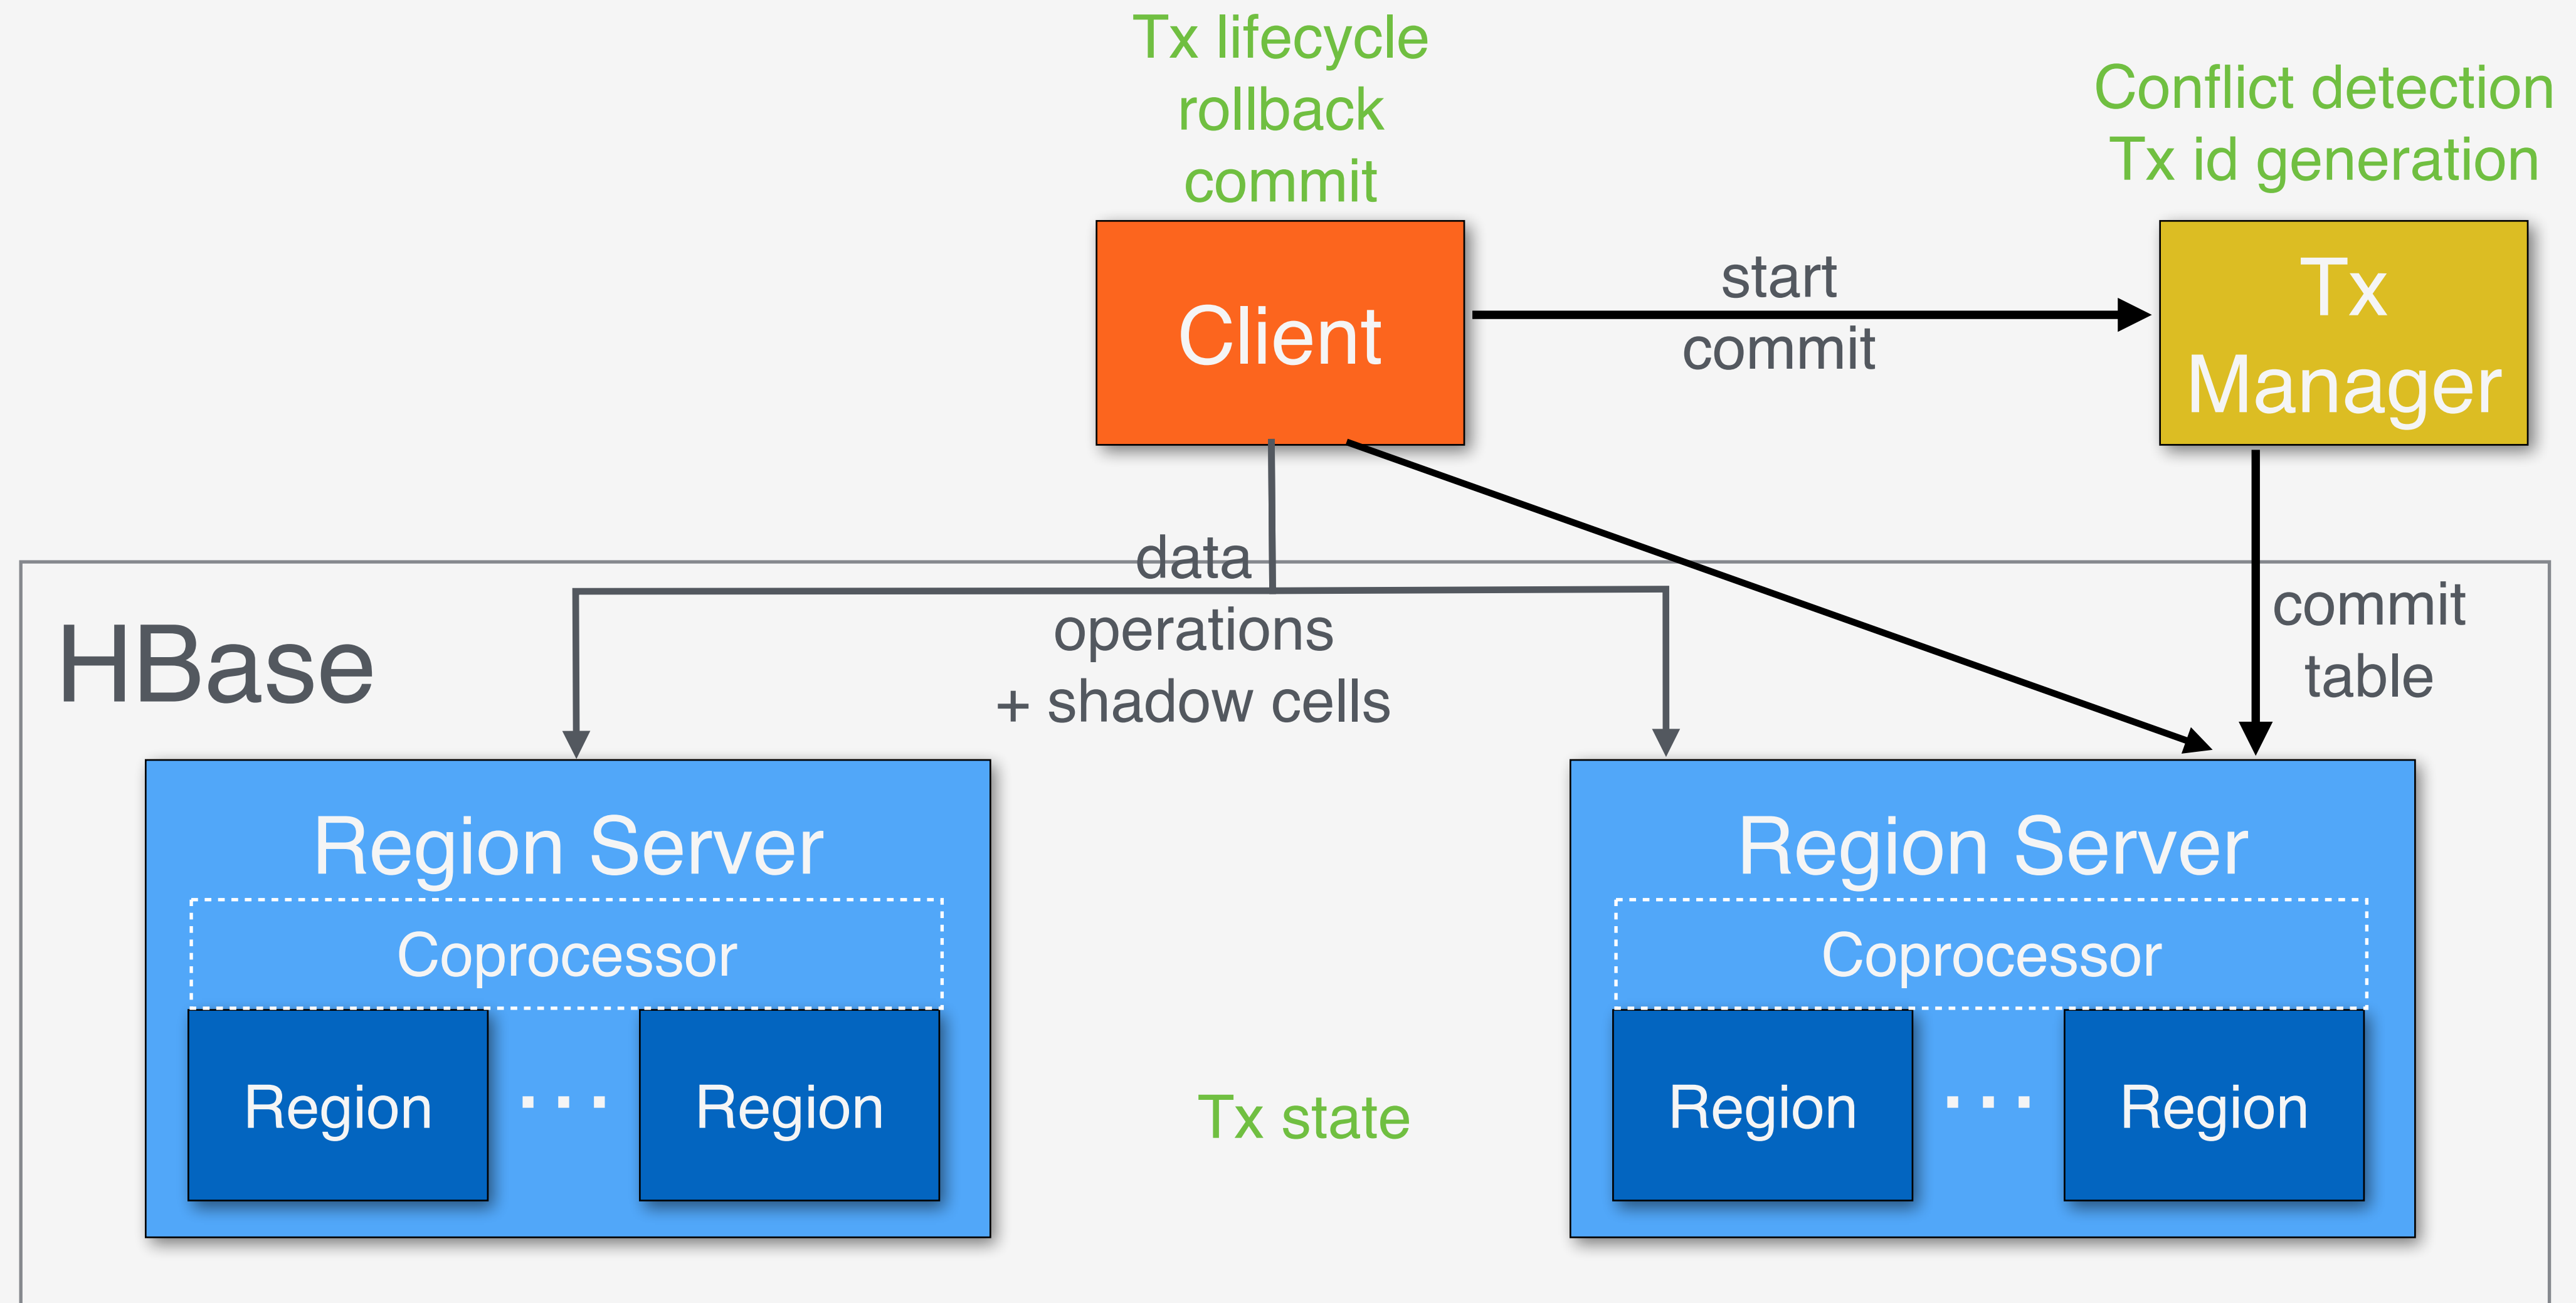 Tx lifecycle
rollback
commit
Conflict detection
Tx id generation
Client
start
commit
Tx
Manager
data
operations
+ shadow cells
commit
table
HBase
Region Server
Coprocessor
Region
...
Region
Tx state
Region Server
Coprocessor
Region
...
Region